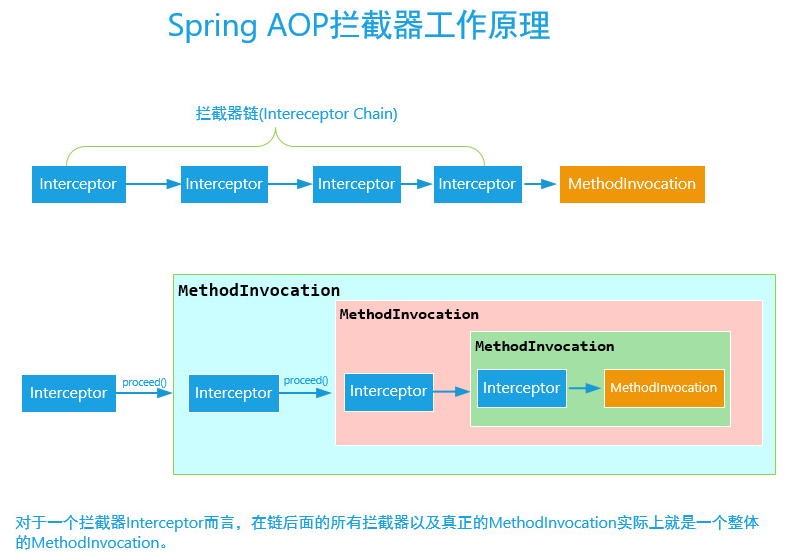 Spring AOP拦截器工作原理
拦截器链(Intereceptor Chain)
Interceptor
Interceptor
Interceptor
Interceptor
MethodInvocation
MethodInvocation
MethodInvocation
MethodInvocation
Interceptor
proceed()
Interceptor
proceed()
Interceptor
Interceptor
MethodInvocation
对于一个拦截器Interceptor而言，在链后面的所有拦截器以及真正的MethodInvocation实际上就是一个整体
的MethodInvocation。